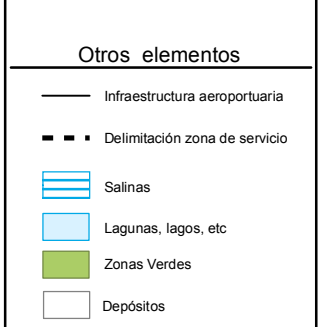 Otros elementos
Infraestructura aeroportuaria
Delimitación zona de servicio
Salinas
Lagunas, lagos, etc
Zonas Verdes
Depósitos